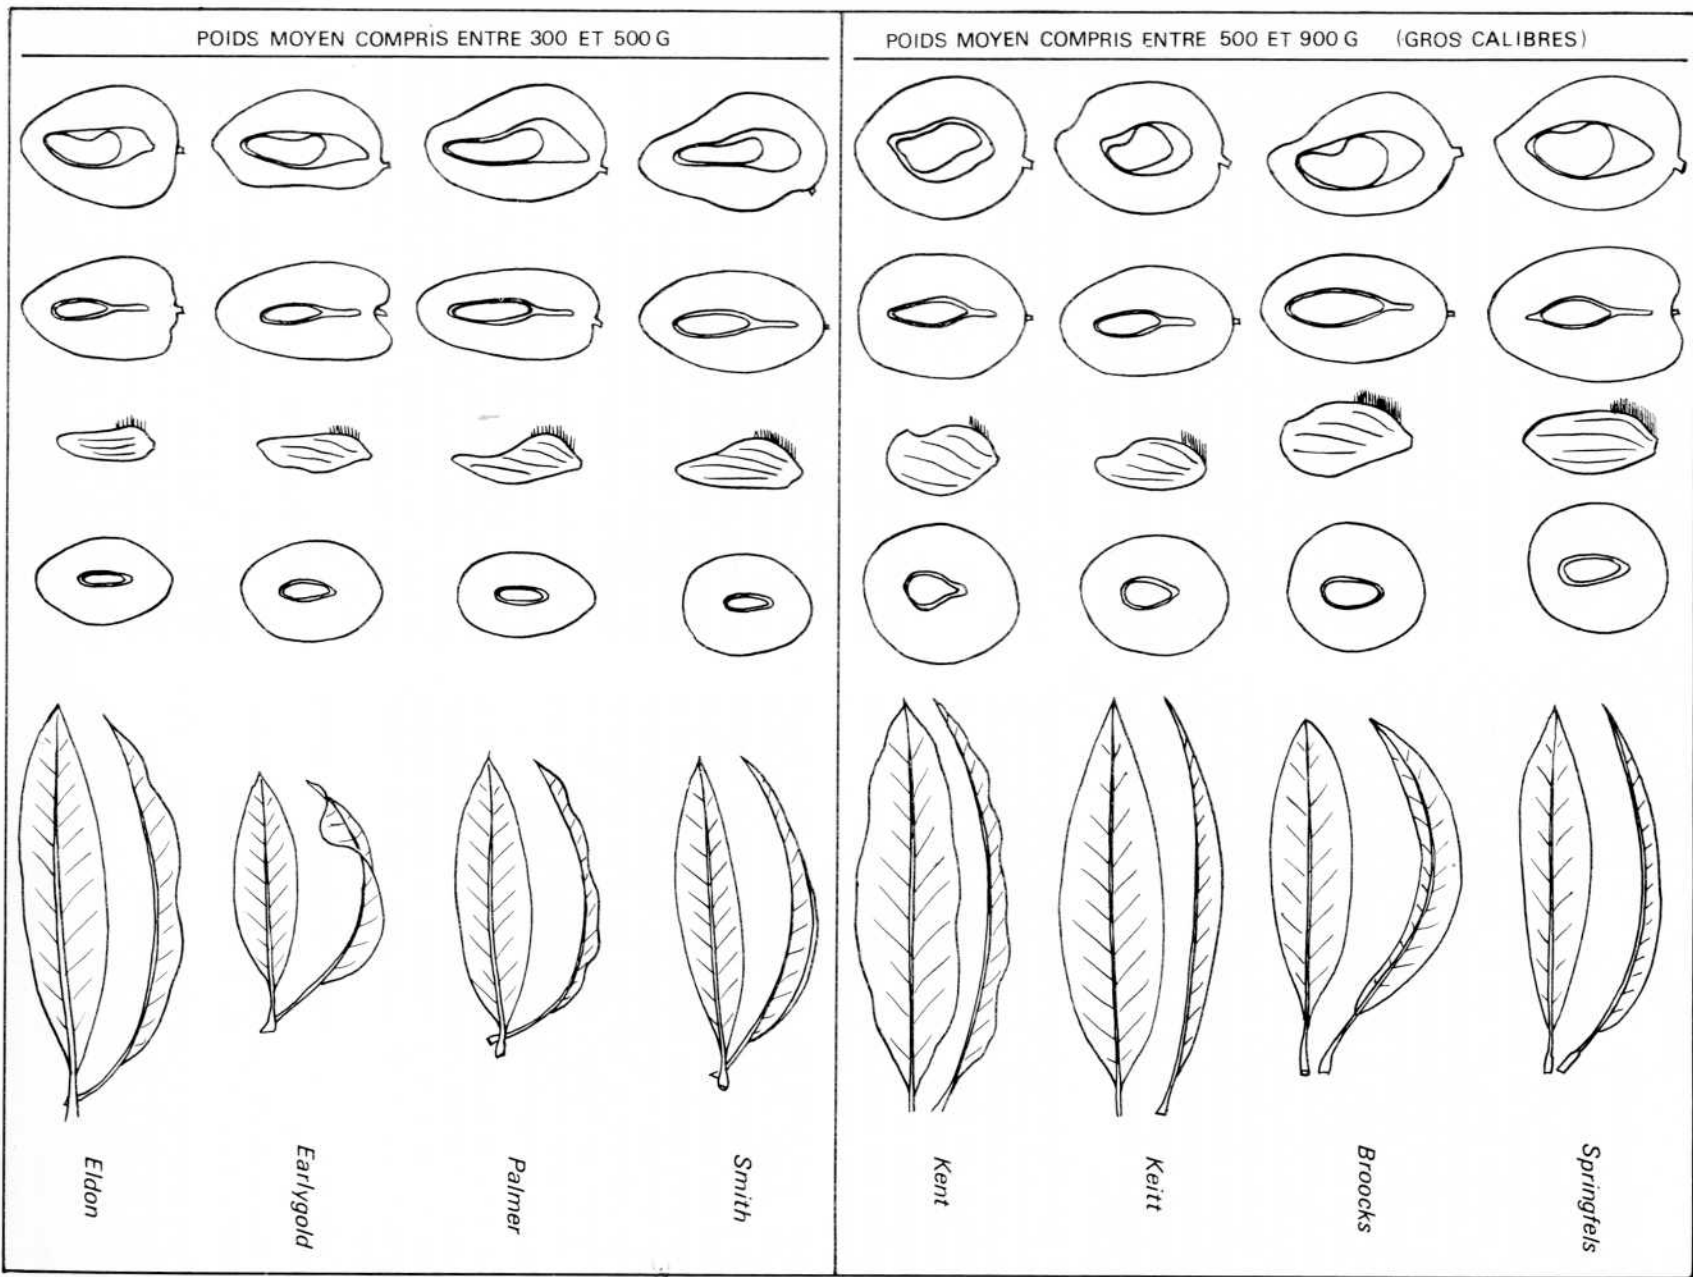 POIDS MOYEN COMPRIS ENTRE 300 ET 500 G
POIDS MOYEN COMPRIS ENTRE 500 ET 900 G (GROS CALIBRES)
Eldon
Earlygold
Palmer
Smith
Kent
Keitt
Broocks
Springfels